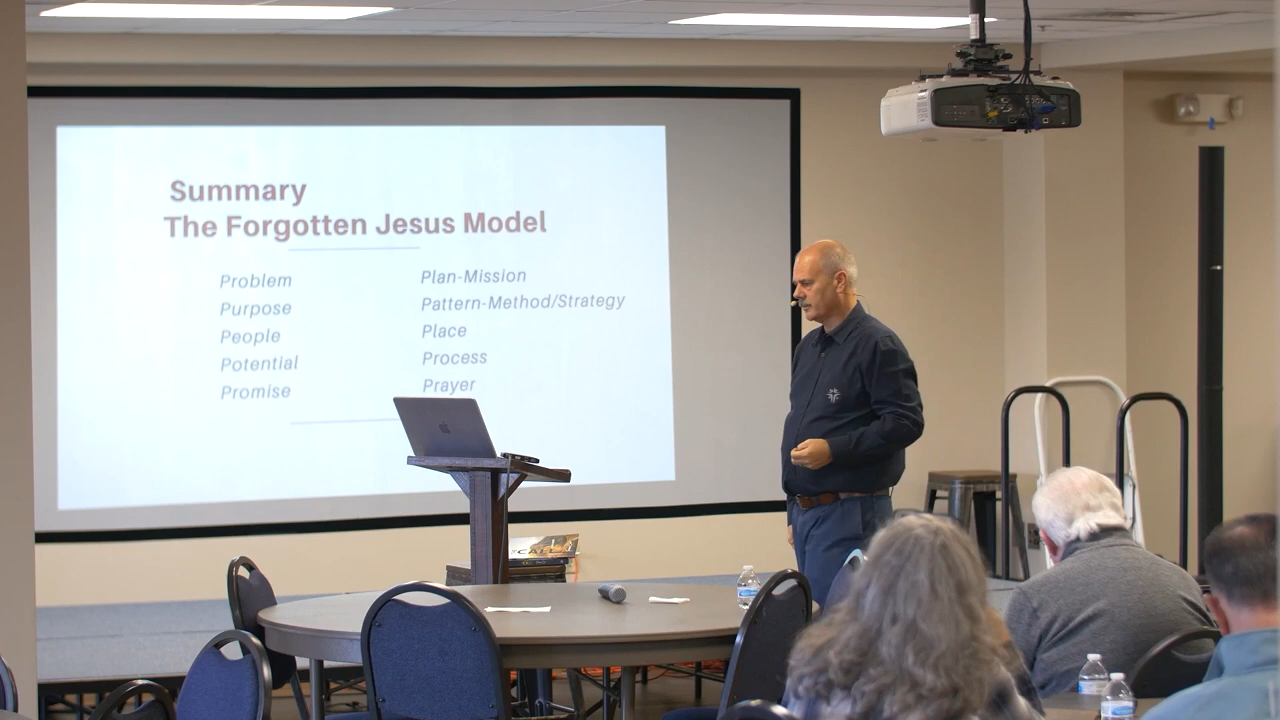 Summary
The Forgotten Jesus Model
Problem
Purpose
People
Potential
Promise
Plan-Mission
Pattern-Method/Strategy
Place
Process
Prayer